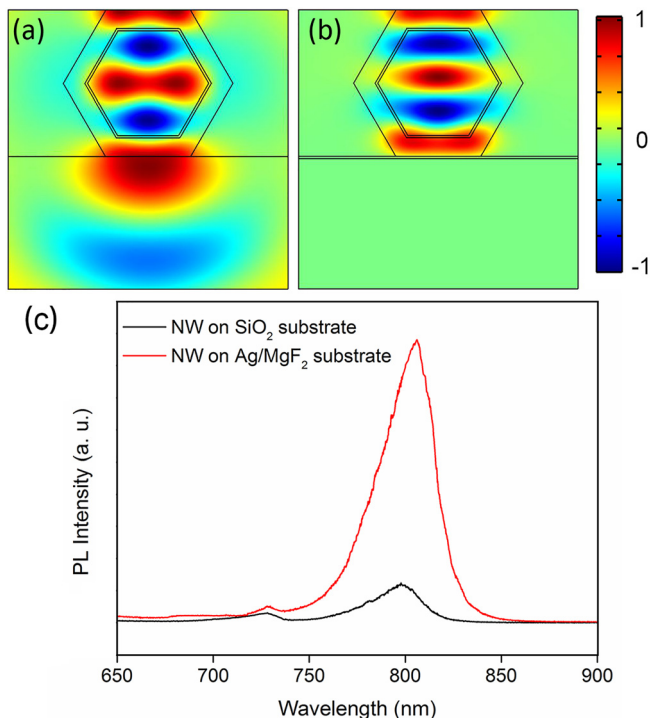 (a)
(b)
1
0
-1
(c)
NW on SiO₂ substrate
NW on Ag/MgF₂ substrate
PL Intensity (a. u.)
650 700 750 800 850 900
Wavelength (nm)